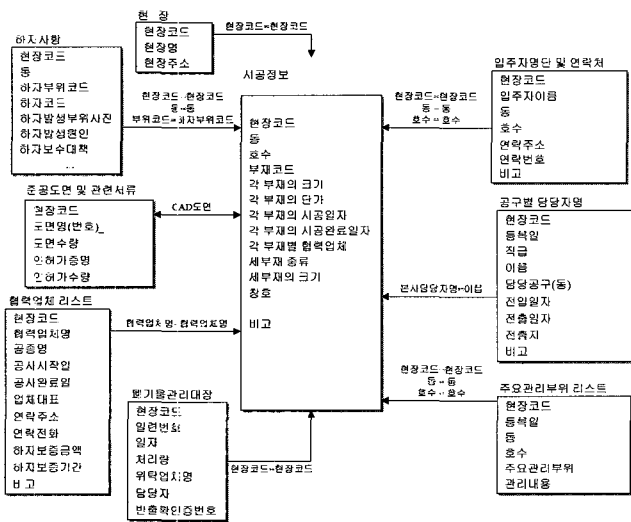 현 장
현장코드
현장명
현장주소
현장코드=현장코드
하자사항
현장코드
동
하자부위코드
하자코드
하자발생부위사진
하자발생원인
하자보수대책
...
현장코드=현장코드
동=동
부위코드=하자부위코드
시공정보
현장코드
동
호수
부재코드
각 부재의 크기
각 부재의 단가
각 부재의 시공일자
각 부재의 시공완료일자
각 부재별 협력업체
세부재 종류
세부재의 크기
창호
비고
현장코드=현장코드
동=동
호수=호수
입주자명단 및 연락처
현장코드
입주자이름
동
호수
연락주소
연락번호
비고
준공도면 및 관련서류
현장코드
도면명(번호)_
도면수량
인허가증명
인허가수량
CAD도면
공구별 담당자명
현장코드
등록일
직급
이름
담당공구(동)
전입일자
전출일자
전출지
비고
본사담당자명=이름
협력업체 리스트
현장코드
협력업체명
공종명
공사시작일
공사완료일
업체대표
연락주소
연락전화
하자보증금액
하자보증기간
비고
협력업체명=협력업체명
폐기물관리대장
현장코드
일련번호
일자
처리량
위탁업체명
담당자
반출확인증번호
현장코드=현장코드
현장코드=현장코드
동=동
호수=호수
주요관리부위 리스트
현장코드
등록일
동
호수
주요관리부위
관리내용